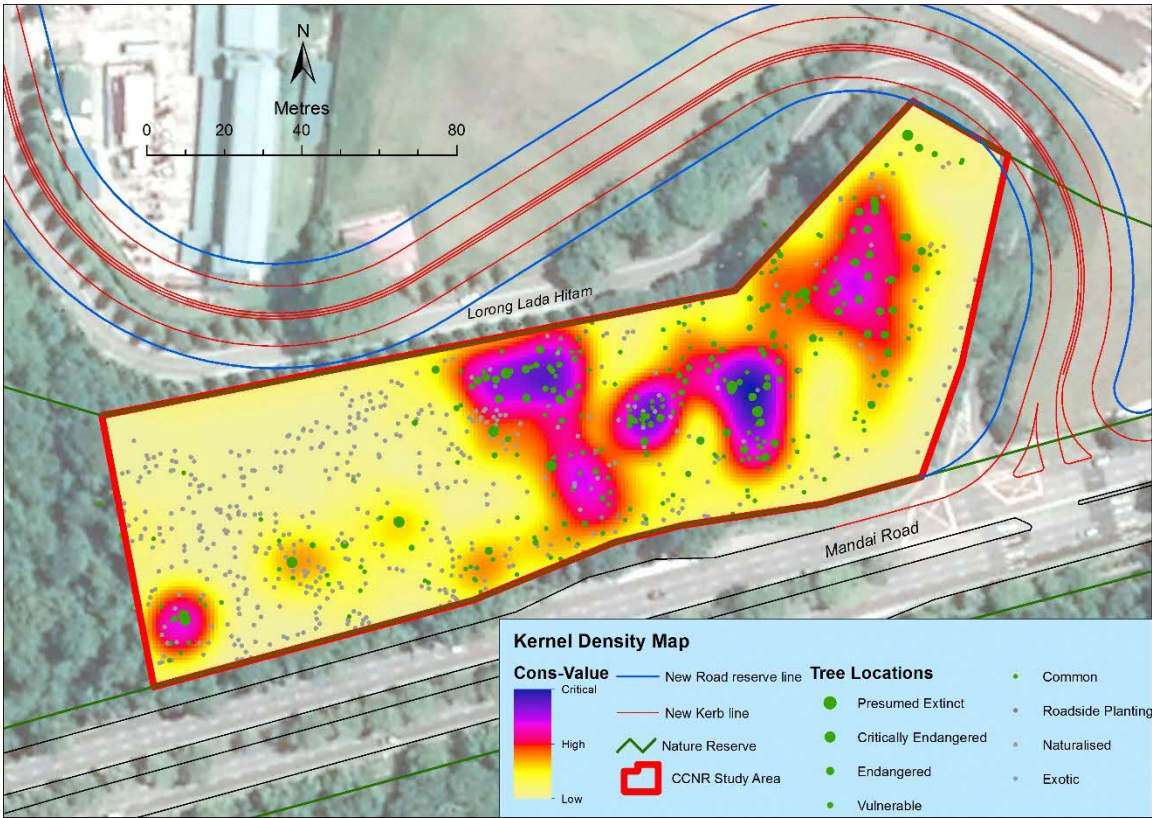 N
Metres
0 20 40 80
Lorong Lada Hitam
Mandai Road
Kernel Density Map
Cons-Value
Critical
High
Low
New Road reserve line
New Kerb line
Nature Reserve
CCNR Study Area
Tree Locations
Presumed Extinct
Critically Endangered
Endangered
Vulnerable
Common
Roadside Planting
Naturalised
Exotic